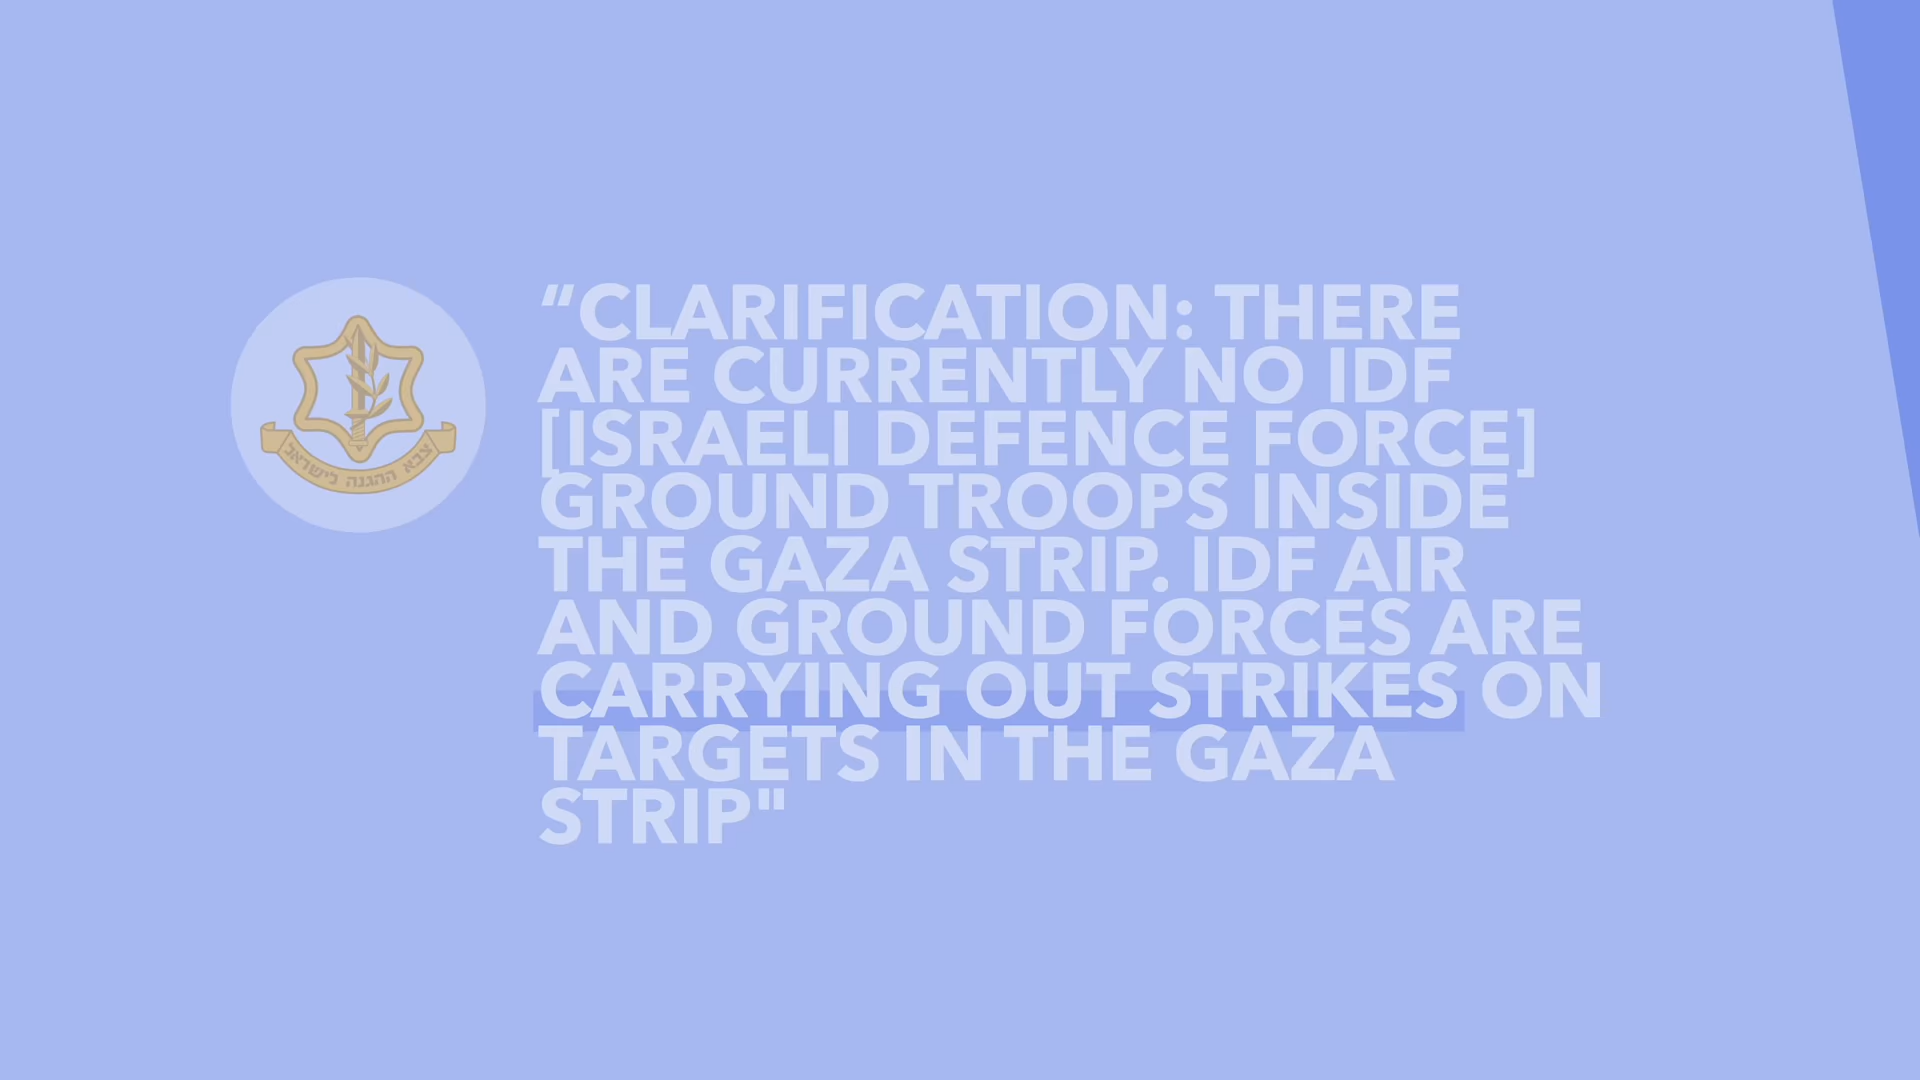 צבא ההגנה לישראל
“CLARIFICATION: THERE
ARE CURRENTLY NO IDF
[ISRAELI DEFENCE FORCE]
GROUND TROOPS INSIDE
THE GAZA STRIP. IDF AIR
AND GROUND FORCES ARE
CARRYING OUT STRIKES ON
TARGETS IN THE GAZA
STRIP"